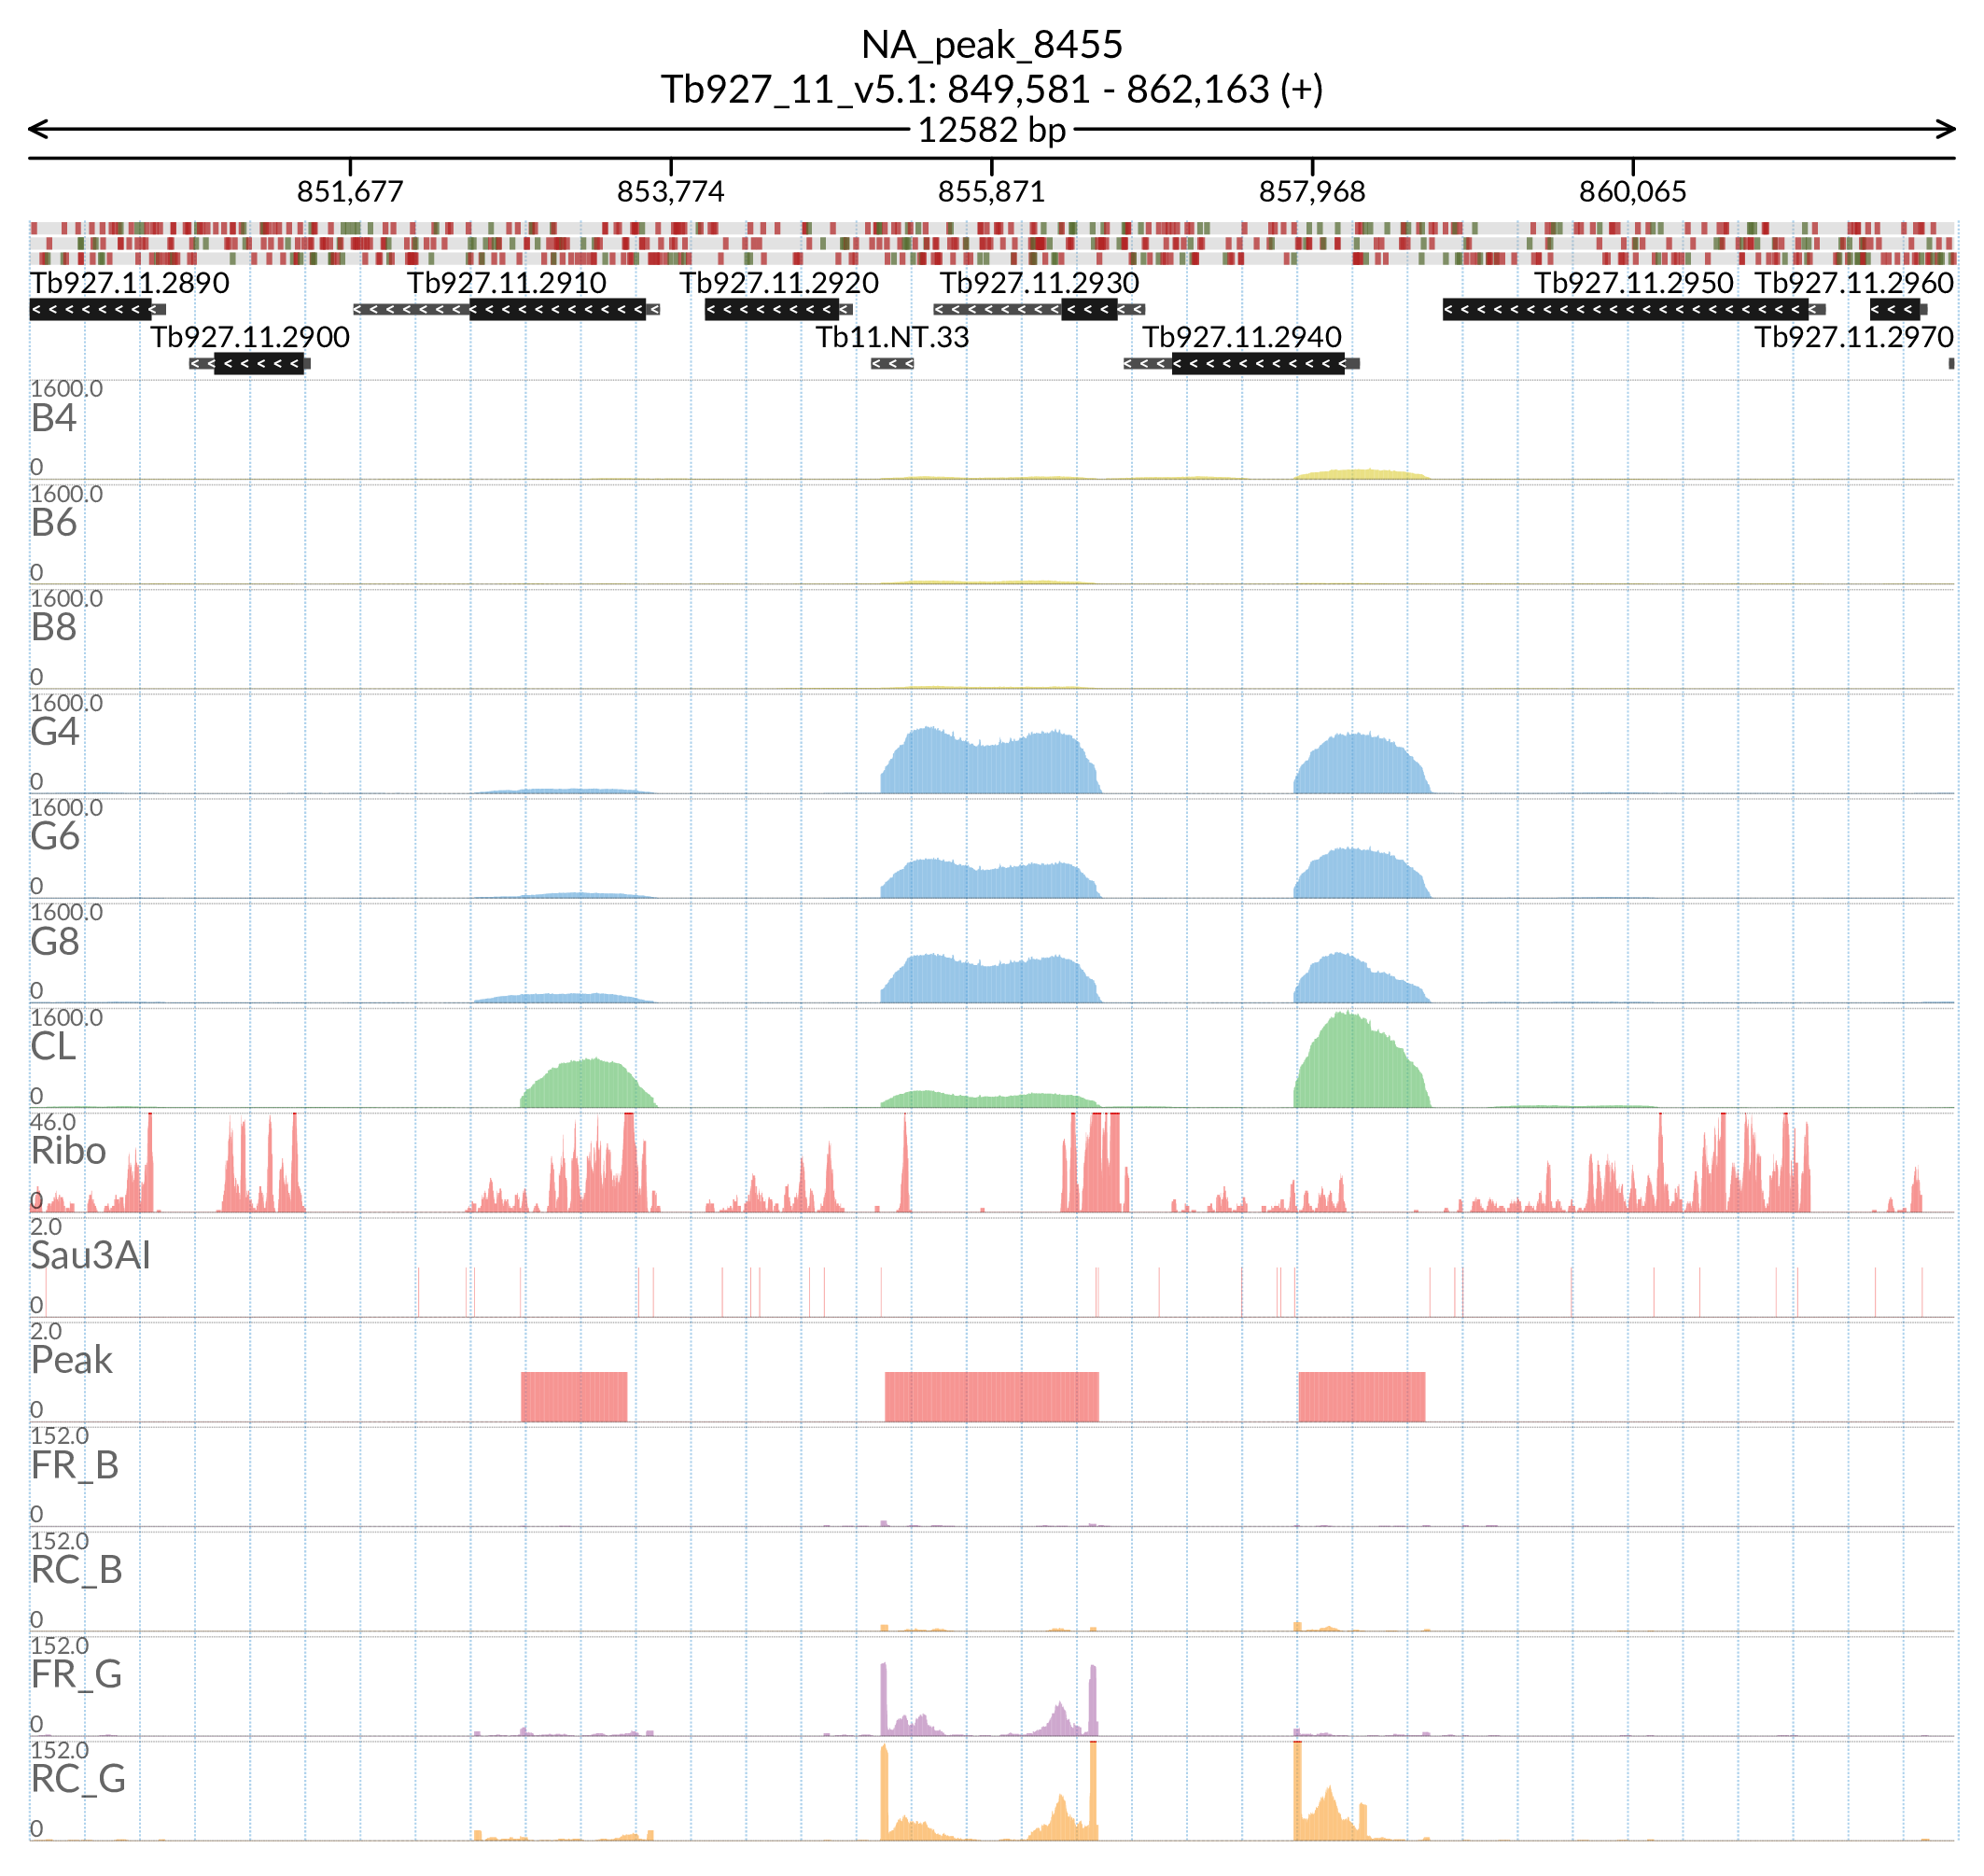 NA_peak_8455
Tb927_11_v5.1: 849,581 - 862,163 (+)
12582 bp
851,677 853,774 855,871 857,968 860,065
Tb927.11.2890 Tb927.11.2910 Tb927.11.2920 Tb927.11.2930 Tb927.11.2950 Tb927.11.2960
Tb927.11.2900 Tb11.NT.33 Tb927.11.2940 Tb927.11.2970
1600.0
B4
0
1600.0
B6
0
1600.0
B8
0
1600.0
G4
0
1600.0
G6
0
1600.0
G8
0
1600.0
CL
0
46.0
Ribo
0
2.0
Sau3AI
0
2.0
Peak
0
152.0
FR_B
0
152.0
RC_B
0
152.0
FR_G
0
152.0
RC_G
0